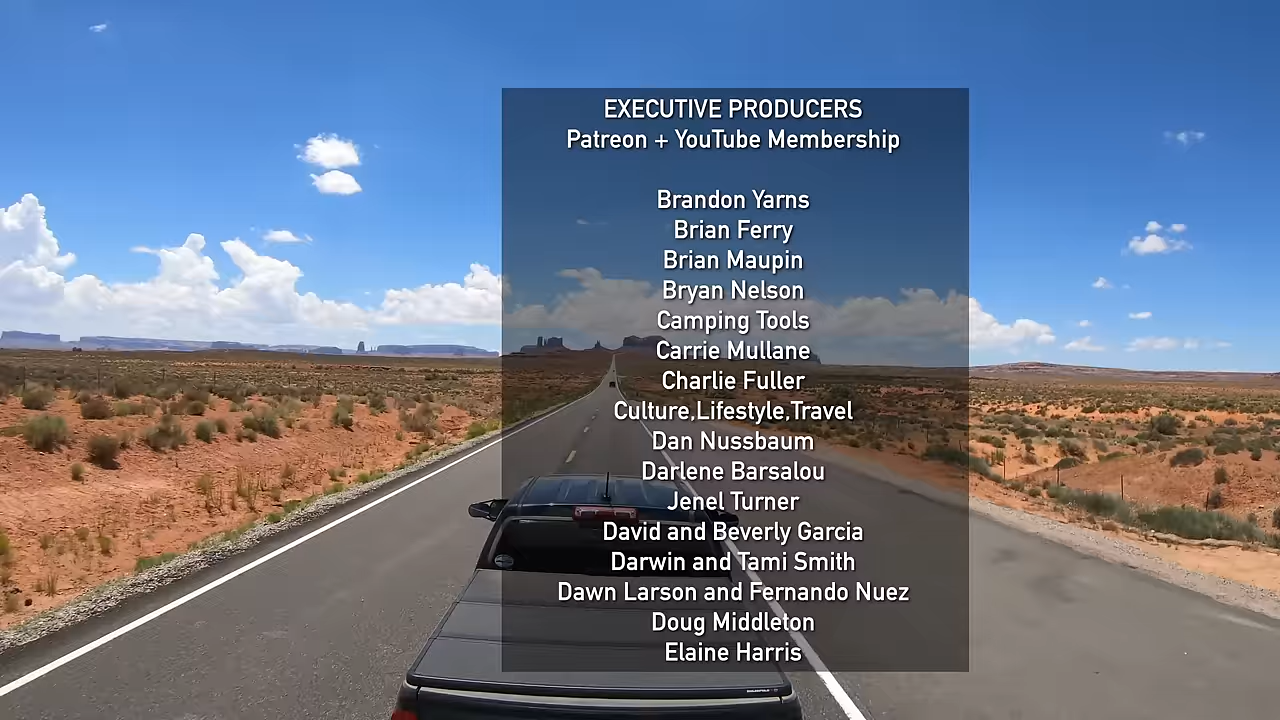 EXECUTIVE PRODUCERS
Patreon + YouTube Membership
Brandon Yarns
Brian Ferry
Brian Maupin
Bryan Nelson
Camping Tools
Carrie Mullane
Charlie Fuller
Culture,Lifestyle,Travel
Dan Nussbaum
Darlene Barsalou
Jenel Turner
David and Beverly Garcia
Darwin and Tami Smith
Dawn Larson and Fernando Nuez
Doug Middleton
Elaine Harris